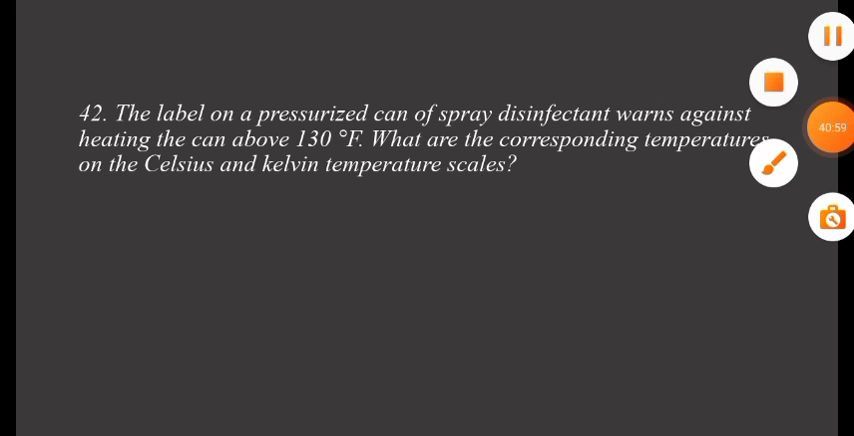 42. The label on a pressurized can of spray disinfectant warns against
heating the can above 130 °F. What are the corresponding temperatures
on the Celsius and kelvin temperature scales?
40:59